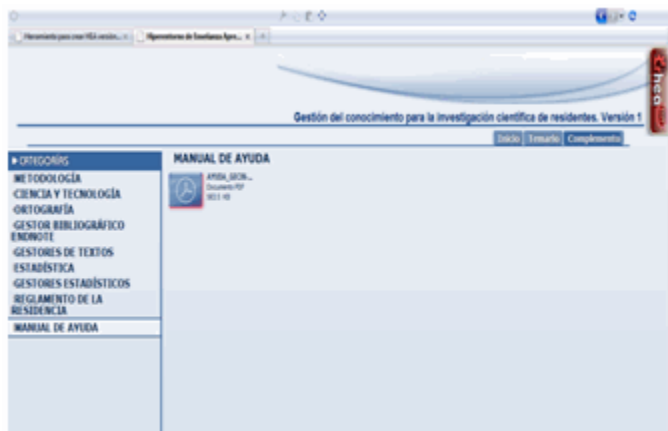 Gestión del conocimiento para la investigación científica de residentes. Versión 1
Inicio Temario Complemento
CATEGORÍAS
METODOLOGÍA
CIENCIA Y TECNOLOGÍA
ORTOGRAFÍA
GESTOR BIBLIOGRÁFICO
ENDNOTE
GESTORES DE TEXTOS
ESTADÍSTICA
GESTORES ESTADÍSTICOS
REGLAMENTO DE LA
RESIDENCIA
MANUAL DE AYUDA
MANUAL DE AYUDA
Documento PDF